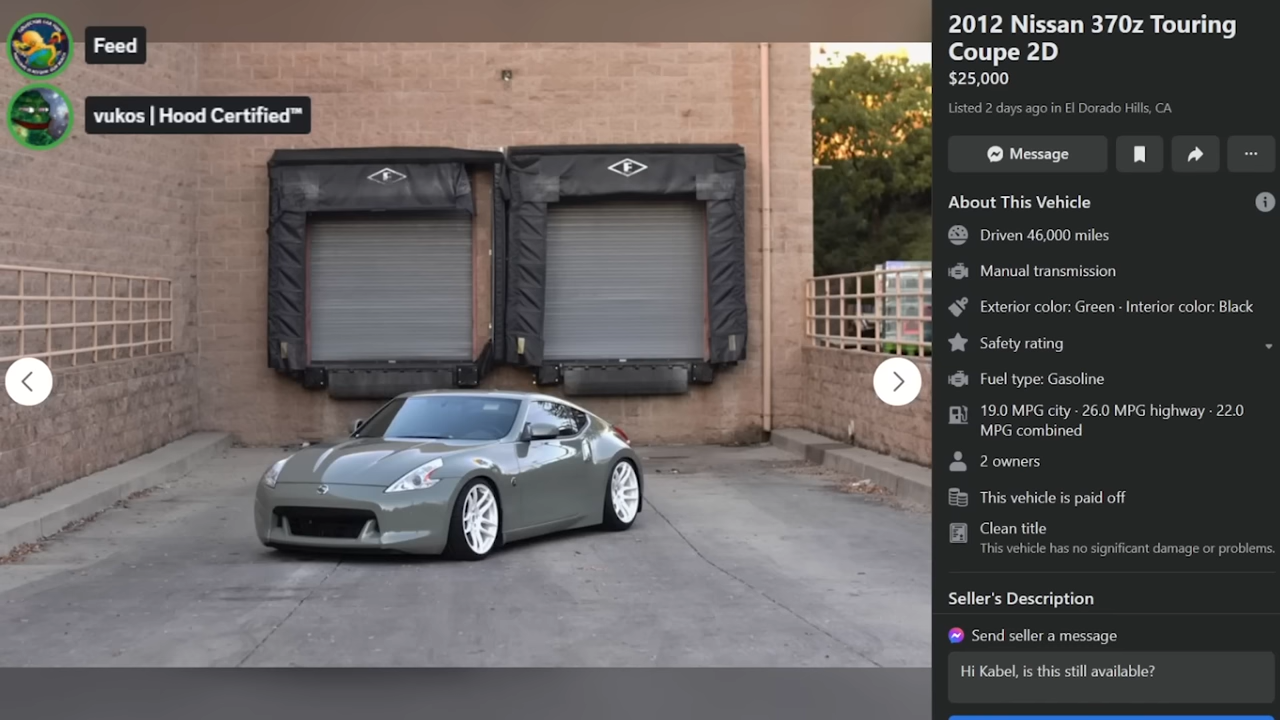 Feed
vukos | Hood Certified™
F
F
2012 Nissan 370z Touring
Coupe 2D
$25,000
Listed 2 days ago in El Dorado Hills, CA
Message
About This Vehicle
Driven 46,000 miles
Manual transmission
Exterior color: Green · Interior color: Black
Safety rating
Fuel type: Gasoline
19.0 MPG city · 26.0 MPG highway · 22.0
MPG combined
2 owners
This vehicle is paid off
Clean title
This vehicle has no significant damage or problems.
Seller's Description
Send seller a message
Hi Kabel, is this still available?